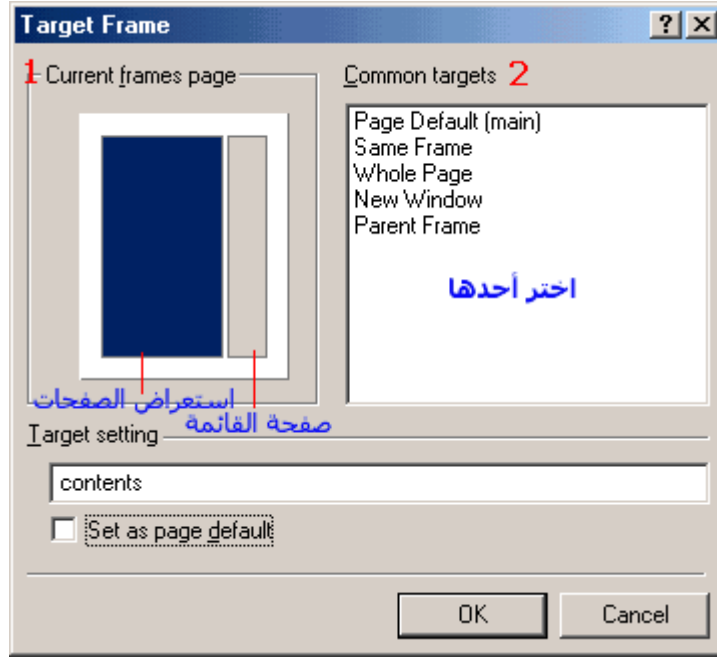 Target Frame
1 Current frames page
Common targets 2
Page Default (main)
Same Frame
Whole Page
New Window
Parent Frame
اختر أحدها
استعراض الصفحات
صفحة القائمة
Target setting
contents
Set as page default
OK
Cancel